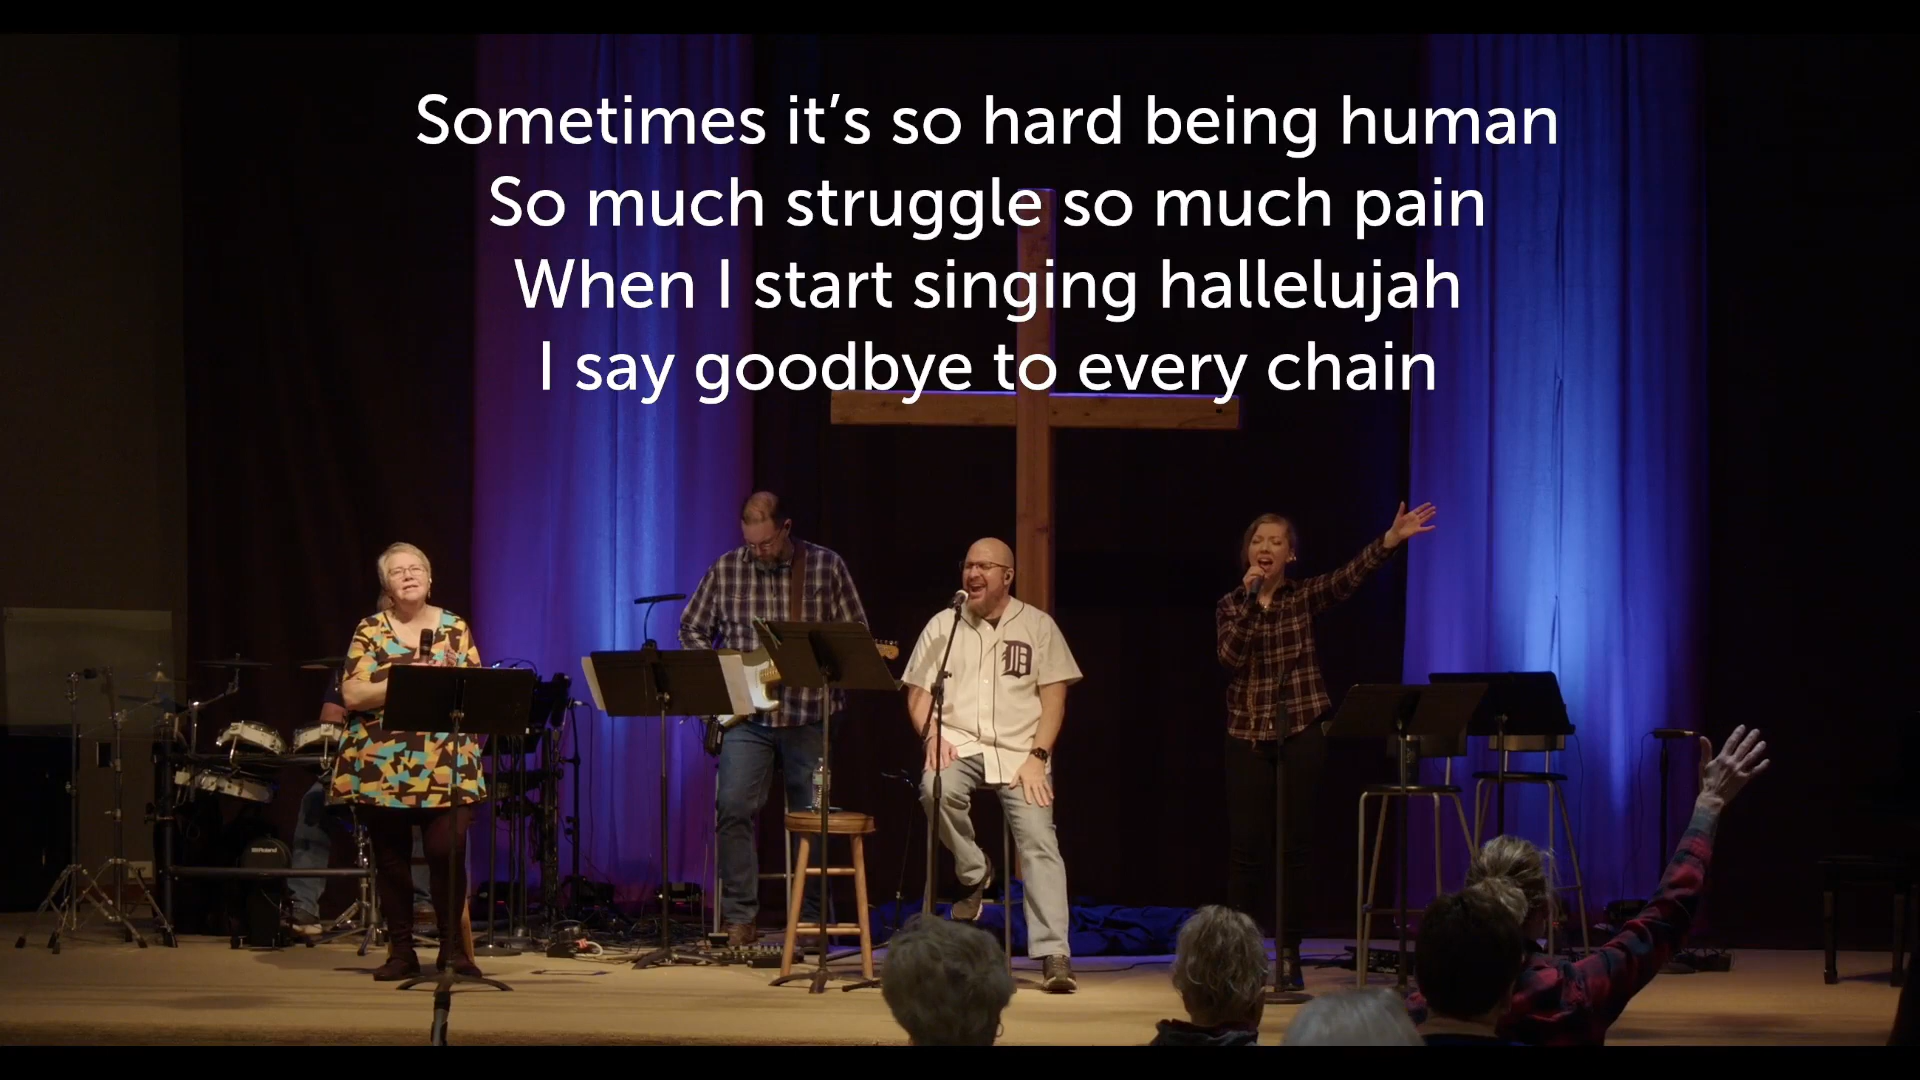 Sometimes it’s so hard being human
So much struggle so much pain
When I start singing hallelujah
I say goodbye to every chain
D
Roland